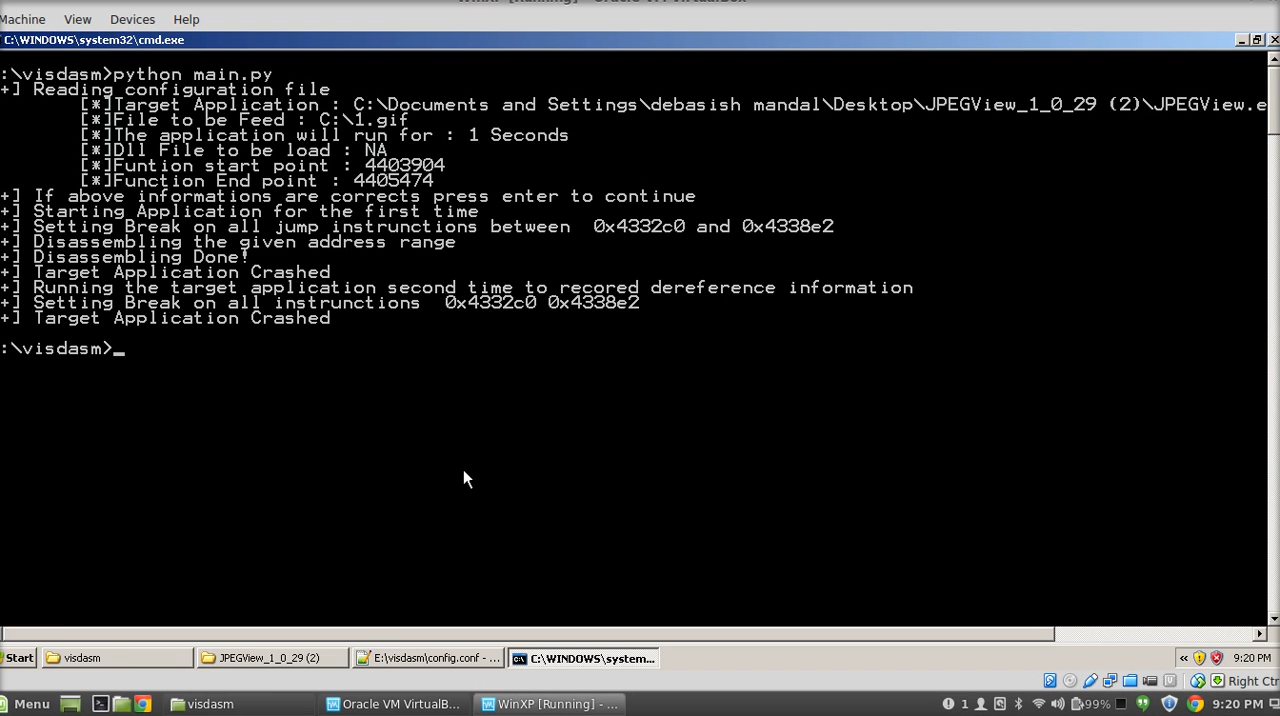 Machine View Devices Help
C:\WINDOWS\system32\cmd.exe
:\visdasm>python main.py
+] Reading configuration file
[*]Target Application : C:\Documents and Settings\debasish mandal\Desktop\JPEGView_1_0_29 (2)\JPEGView.e
[*]File to be Feed : C:\1.gif
[*]The application will run for : 1 Seconds
[*]Dll File to be load : NA
[*]Funtion start point : 4403904
[*]Function End point : 4405474
+] If above informations are corrects press enter to continue
+] Starting Application for the first time
+] Setting Break on all jump instrunctions between 0x4332c0 and 0x4338e2
+] Disassembling the given address range
+] Disassembling Done!
+] Target Application Crashed
+] Running the target application second time to recored dereference information
+] Setting Break on all instrunctions 0x4332c0 0x4338e2
+] Target Application Crashed
:\visdasm>_
Start visdasm JPEGView_1_0_29 (2) E:\visdasm\config.conf - ... C:\WINDOWS\system... « 9:20 PM
Right Ctr
Menu visdasm Oracle VM VirtualB... WinXP [Running] - ... 1 99% 9:20 PM